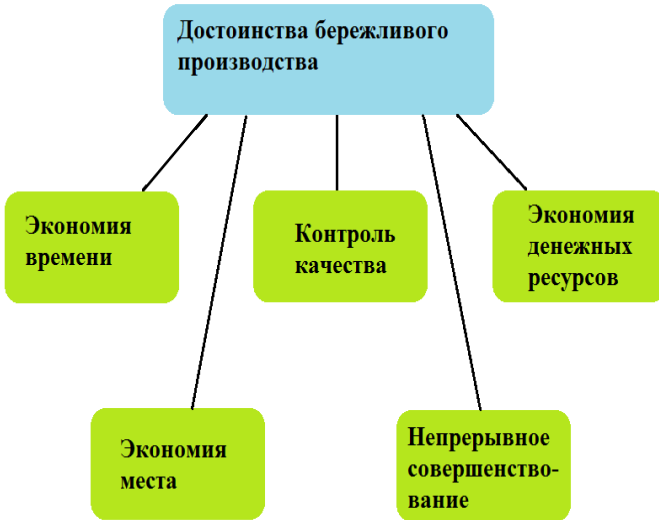 Достоинства бережливого
производства
Экономия
времени
Контроль
качества
Экономия
денежных
ресурсов
Экономия
места
Непрерывное
совершенство-
вание